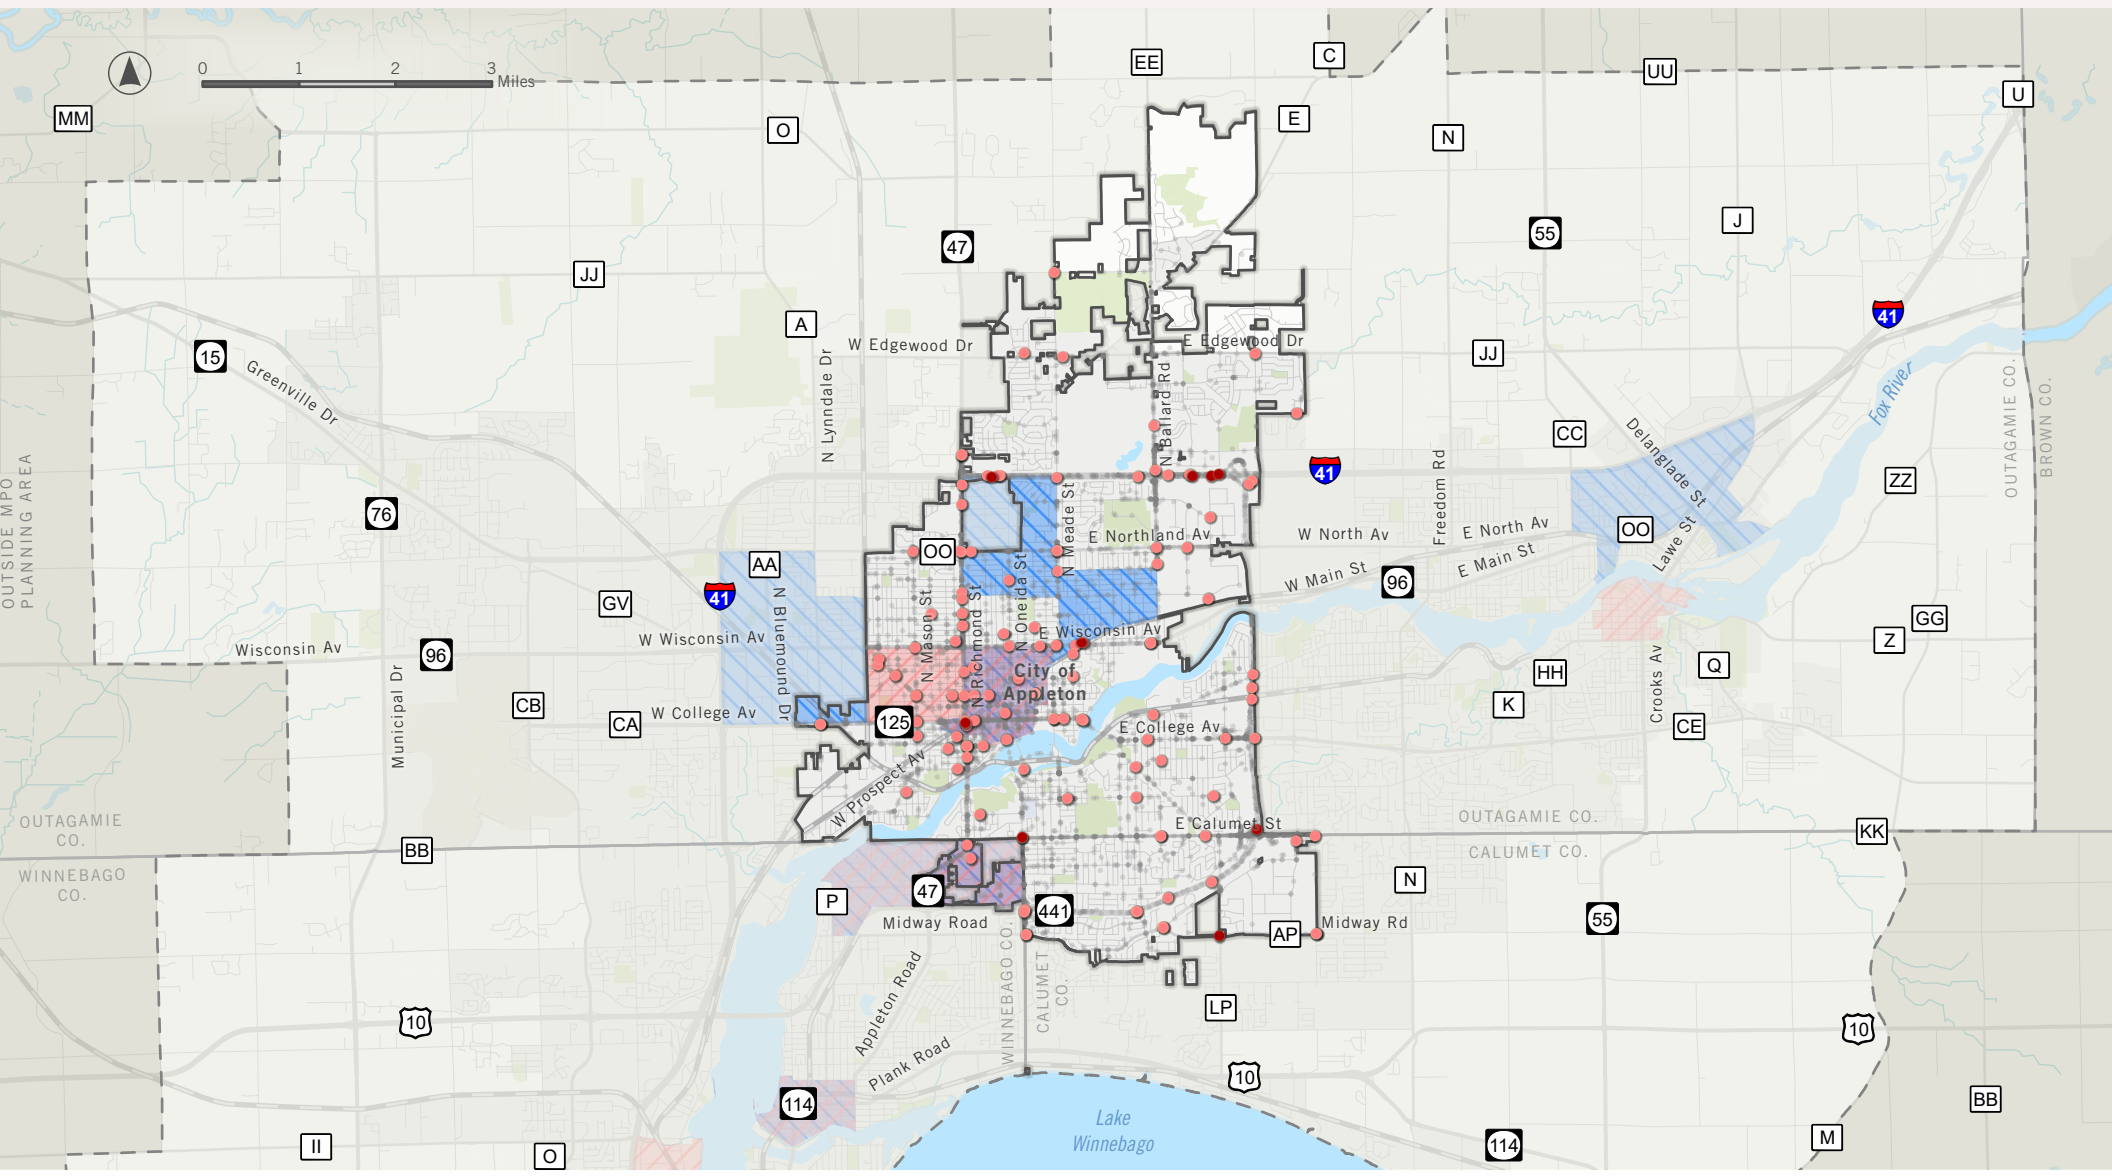 EE
C
UU
0 1 2 3
Miles
U
MM
O
E
N
J
47
55
JJ
A
41
15
W Edgewood Dr
E Edgewood Dr
JJ
Greenville Dr
N Lynndale Dr
N Ballard Rd
Fox River
OUTAGAMIE CO.
BROWN CO.
CC
Delanglade St
OUTSIDE MPO
PLANNING AREA
41
Freedom Rd
ZZ
76
N Meade St
E Northland Av
W North Av
E North Av
OO
Lawe St
OO
AA
W Main St
E Main St
96
41
GV
N Bluemound Dr
N Mason St
N Richmond St
N Oneida St
GG
Wisconsin Av
96
W Wisconsin Av
E Wisconsin Av
Z
Municipal Dr
City of
Appleton
HH
Crooks Av
Q
CB
CA
W College Av
125
E College Av
K
CE
W Prospect Av
OUTAGAMIE
CO.
E Calumet St
OUTAGAMIE CO.
KK
BB
CALUMET CO.
WINNEBAGO
CO.
47
N
P
Midway Road
441
AP
Midway Rd
55
WINNEBAGO CO.
CALUMET
CO.
Appleton Road
LP
10
10
Plank Road
10
114
BB
Lake
Winnebago
II
O
114
M